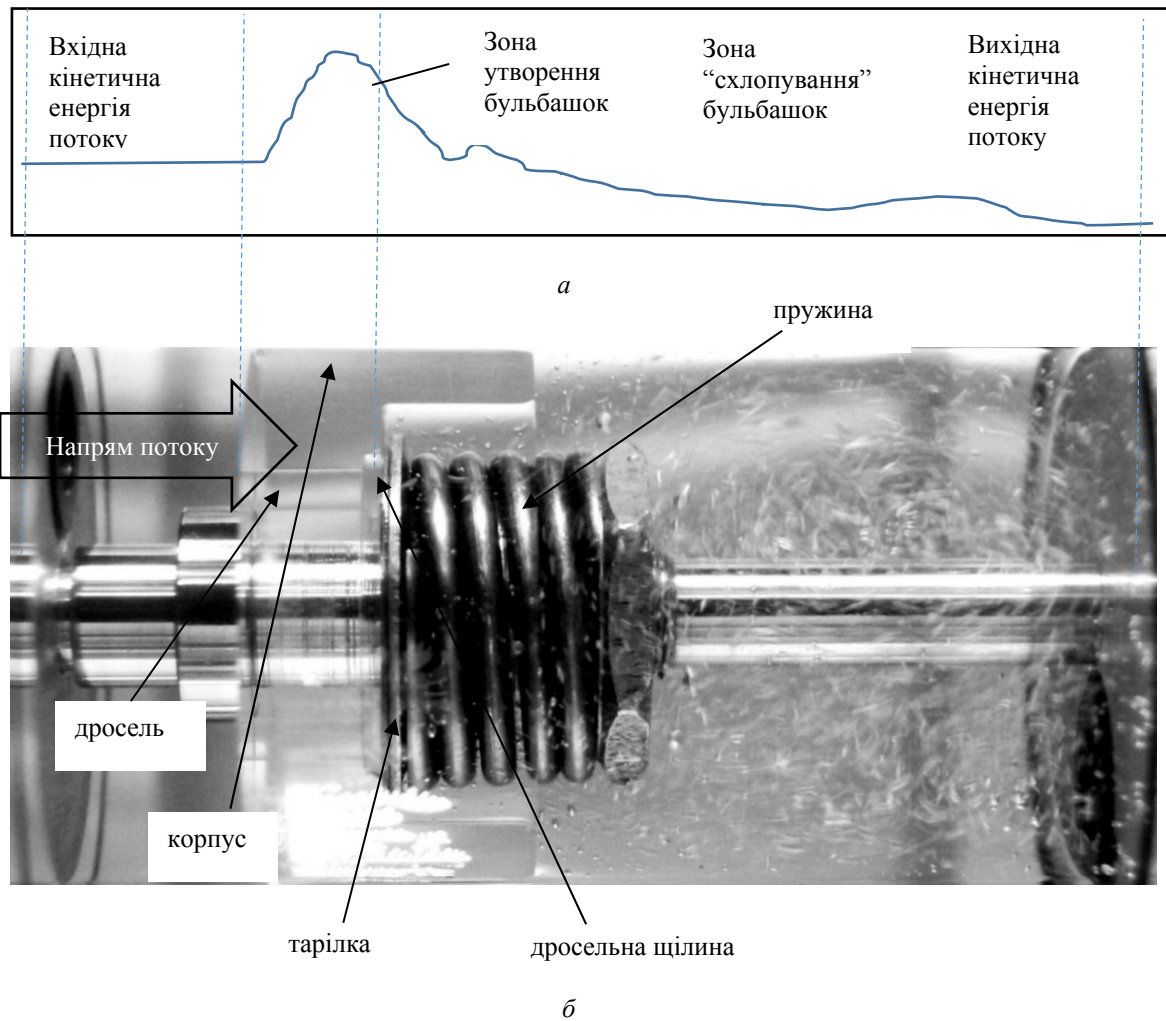 Вхідна
кінетична
енергія
потоку
Зона
утворення
бульбашок
Зона
“схлопування”
бульбашок
Вихідна
кінетична
енергія
потоку
а
пружина
Напрям потоку
дросель
корпус
тарілка
дросельна щілина
б